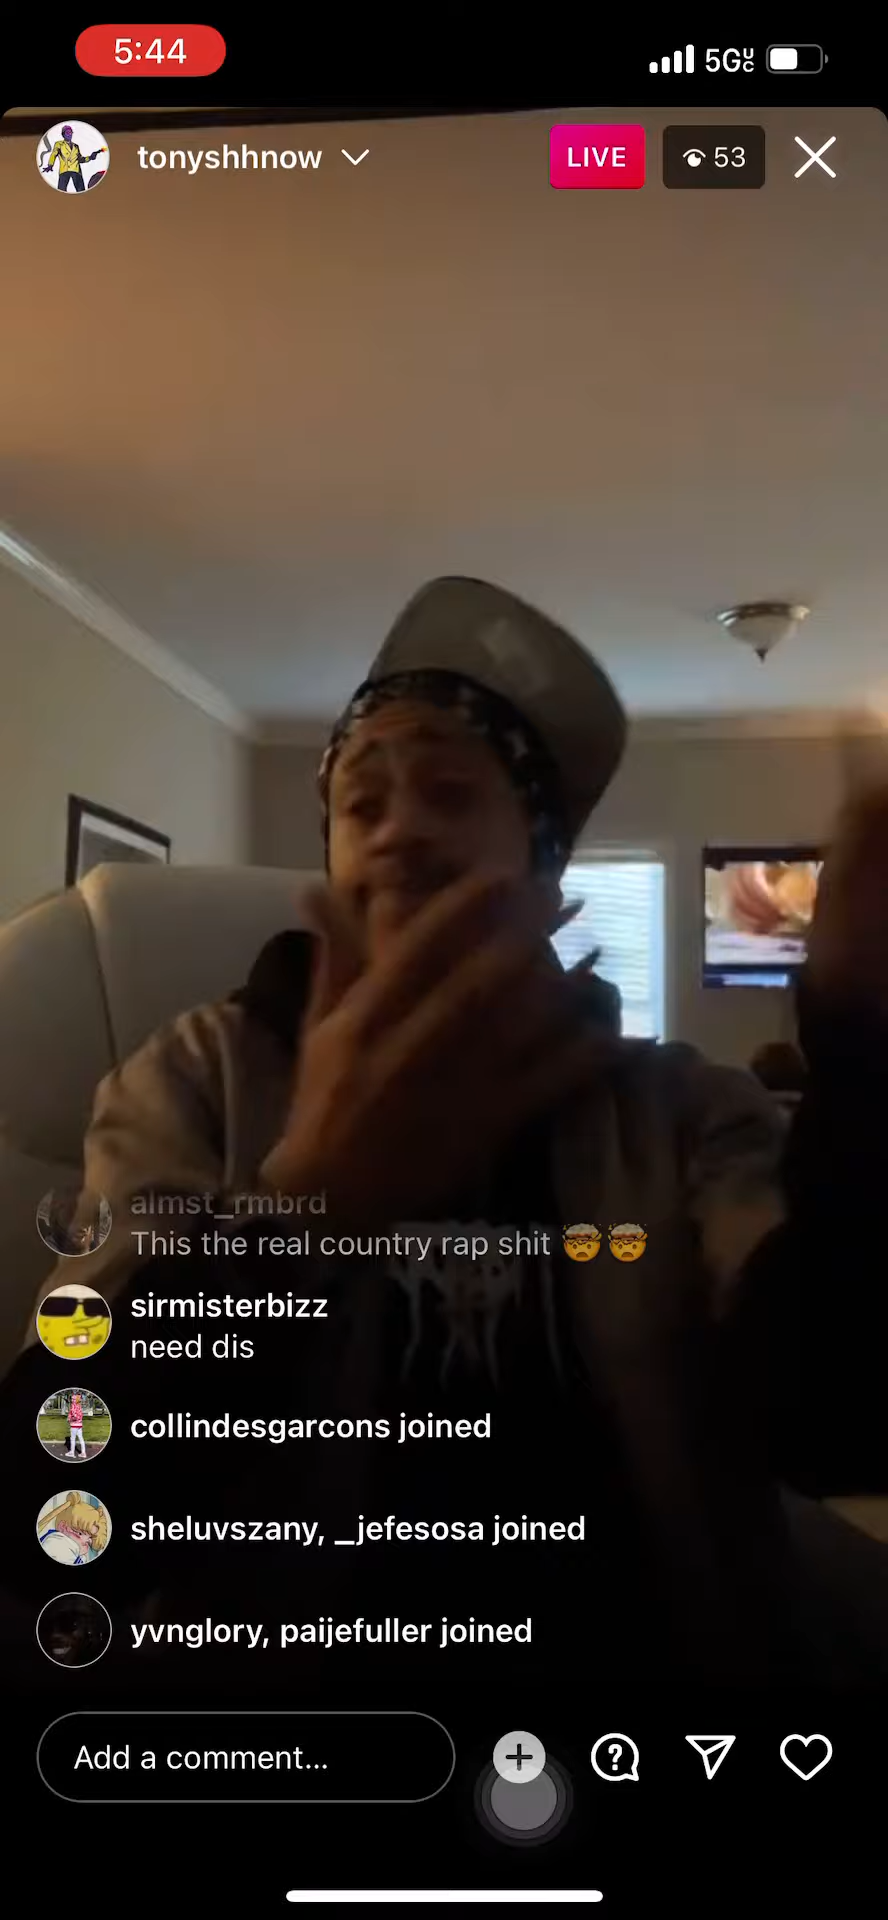 5:44
5GUC
tonyshhnow
LIVE
53
almst_rmbrd
This the real country rap shit 🤯🤯
sirmisterbizz
need dis
collindesgarcons joined
sheluvszany, _jefesosa joined
yvnglory, paijefuller joined
Add a comment...